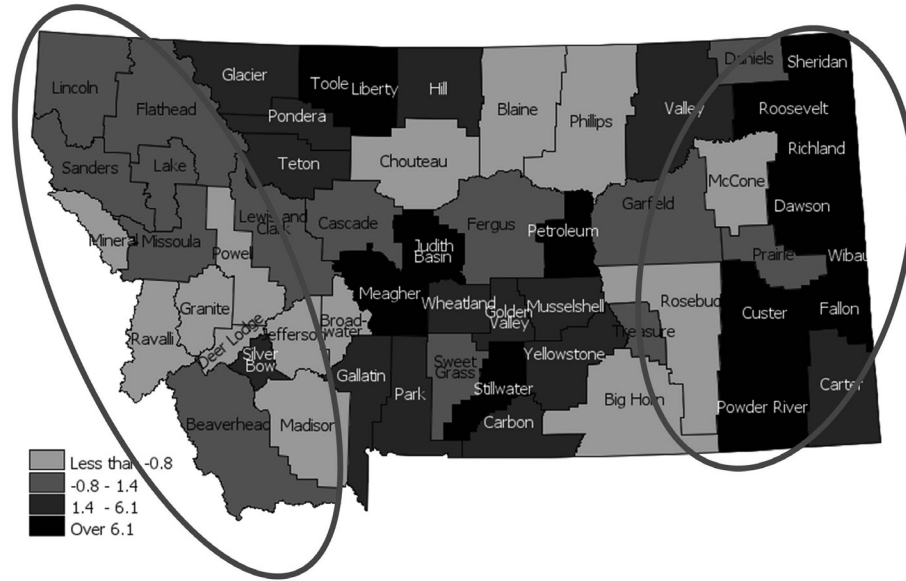 Lincoln
Flathead
Glacier
Toole
Liberty
Hill
Blaine
Phillips
Valley
Daniels
Sheridan
Roosevelt
Pondera
Teton
Chouteau
Richland
Sanders
Lake
McCone
Dawson
Mineral
Missoula
Powell
Lewis and
Clark
Cascade
Judith
Basin
Fergus
Petroleum
Garfield
Prairie
Wibau
Granite
Ravalli
Deer Lodge
Jefferson
Broad-
water
Meagher
Wheatland
Golden
Valley
Musselshell
Treasure
Rosebud
Custer
Fallon
Silver
Bow
Gallatin
Park
Sweet
Grass
Stillwater
Yellowstone
Carbon
Big Horn
Powder River
Carter
Beaverhead
Madison
Less than -0.8
-0.8 - 1.4
1.4 - 6.1
Over 6.1